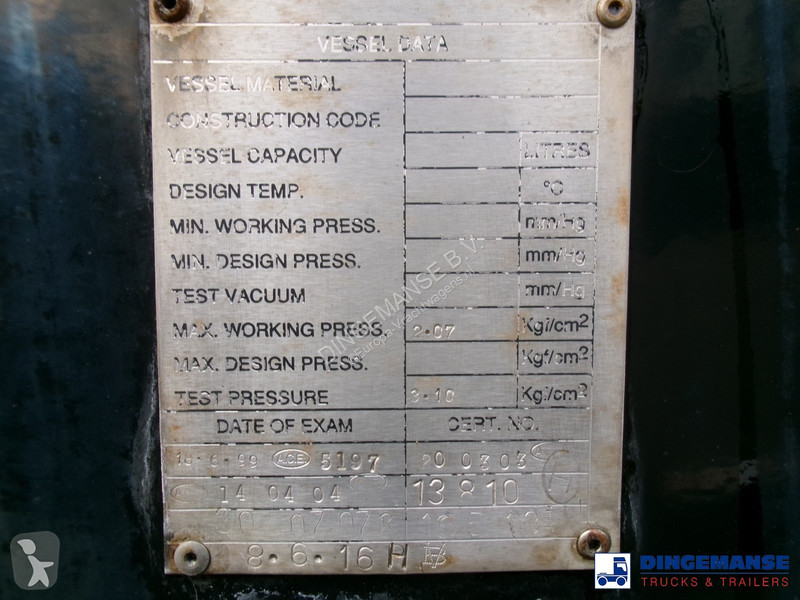 VESSEL DATA
VESSEL MATERIAL
CONSTRUCTION CODE
VESSEL CAPACITY LITRES
DESIGN TEMP. °C
MIN. WORKING PRESS. mm/Hg
MIN. DESIGN PRESS. mm/Hg
TEST VACUUM mm/Hg
MAX. WORKING PRESS. 2·07 Kgf/cm²
MAX. DESIGN PRESS. Kgf/cm²
TEST PRESSURE 3·10 Kgf/cm²
DATE OF EXAM CERT. NO.
5197
14 04 04 13810
8·6·16 H
DINGEMANSE B.V.
DINGEMANSE
TRUCKS & TRAILERS